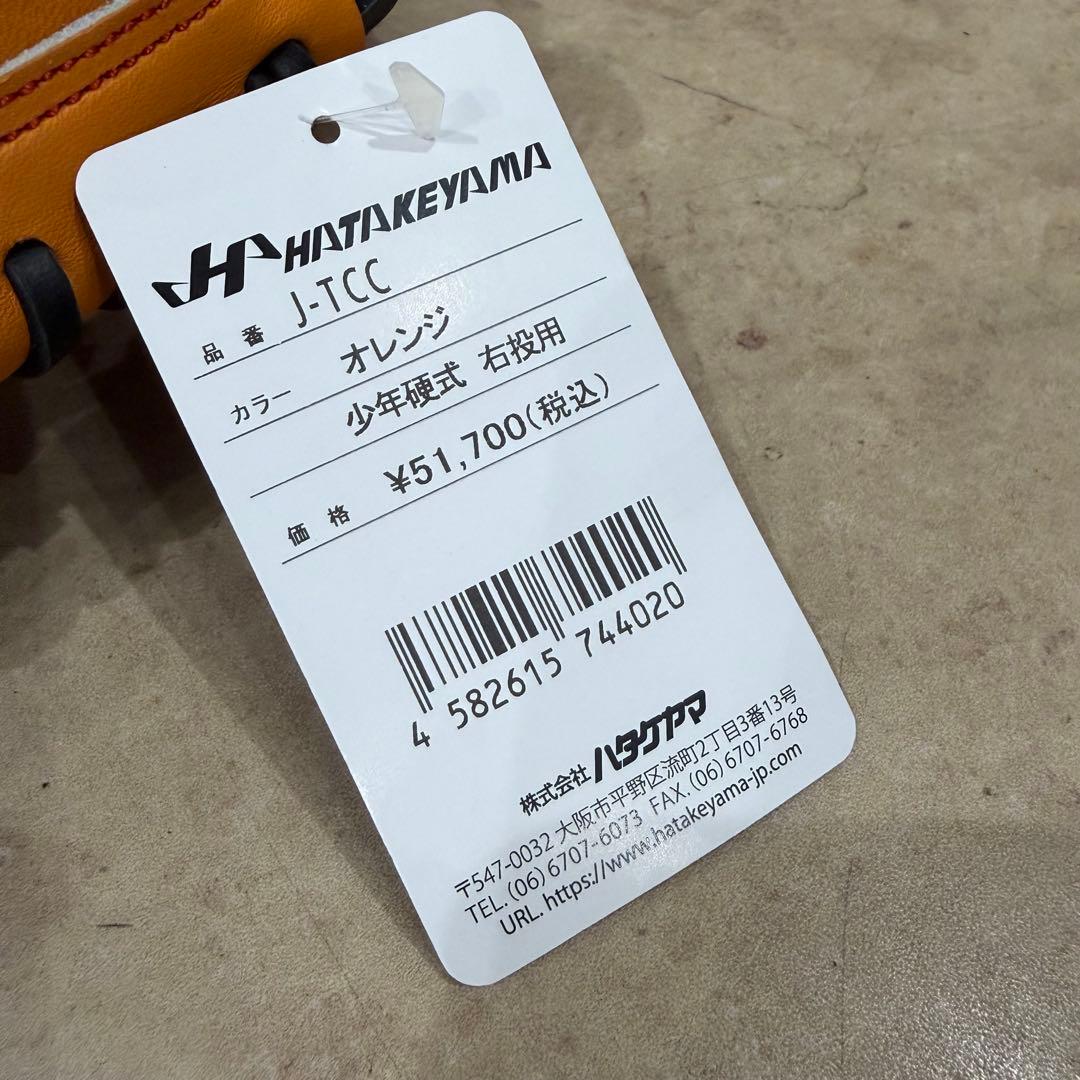 HATAKEYAMA
品番 J-TCC
カラー オレンジ
少年硬式 右投用
価格 ¥51,700(税込)
4 582615 744020
株式会社 ハタケヤマ
〒547-0032 大阪市平野区流町2丁目3番13号
TEL.(06)6707-6073 FAX.(06)6707-6768
URL. https://www.hatakeyama-jp.com